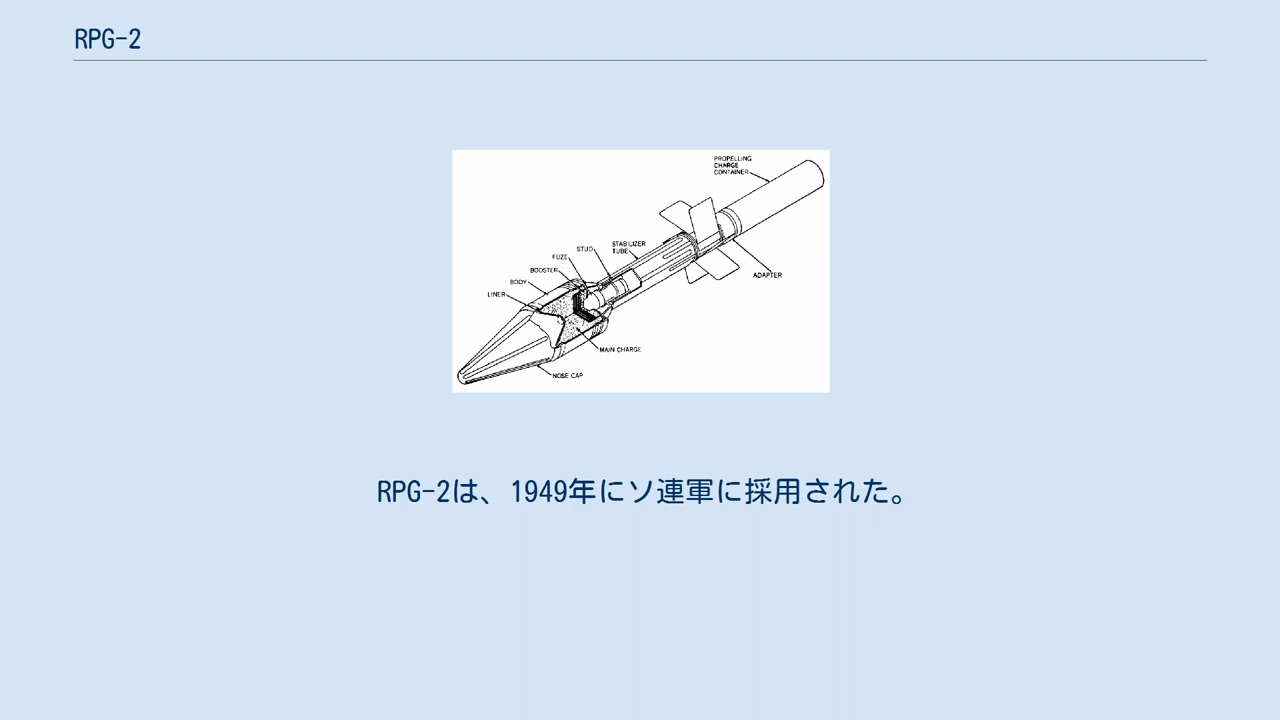 RPG-2
PROPELLING
CHARGE
CONTAINER
STUD
STABILIZER
TUBE
FUZE
BOOSTER
ADAPTER
BODY
LINER
MAIN CHARGE
NOSE CAP
RPG-2は、1949年にソ連軍に採用された。